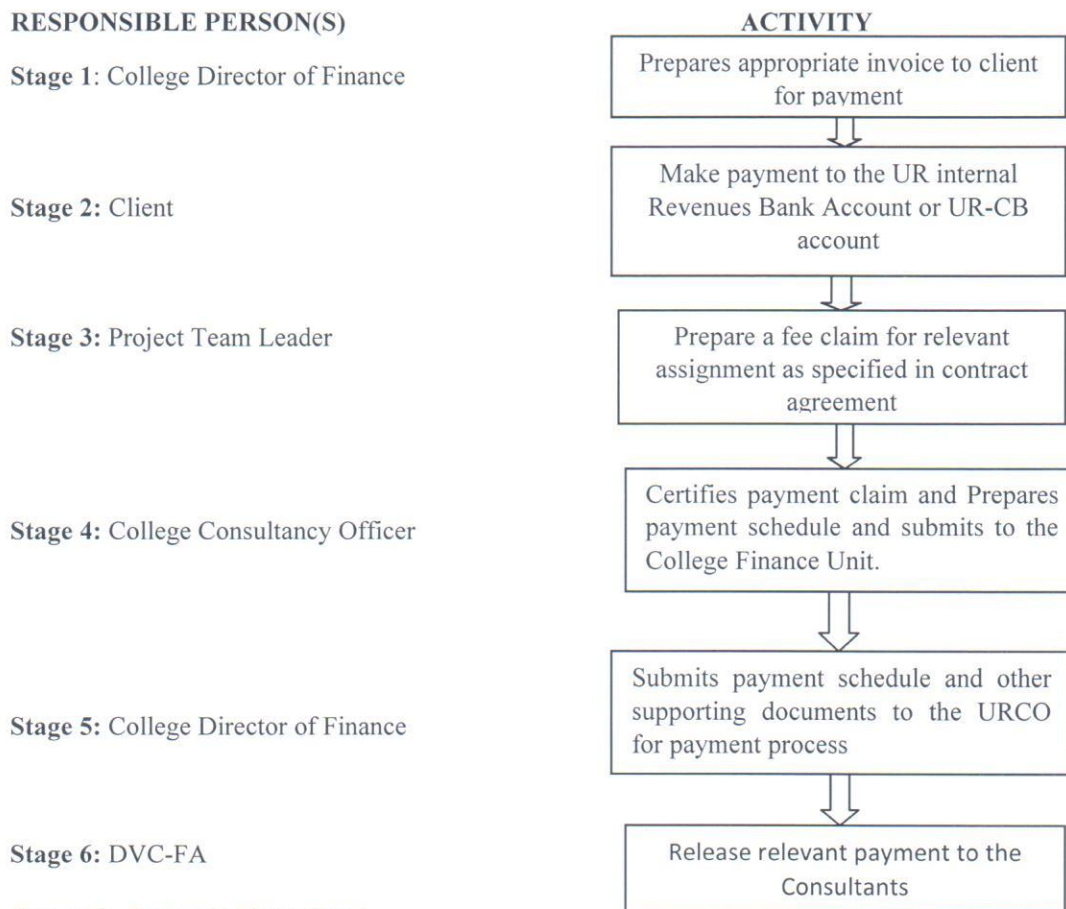 RESPONSIBLE PERSON(S)
ACTIVITY
Stage 1: College Director of Finance
Prepares appropriate invoice to client
for payment
Stage 2: Client
Make payment to the UR internal
Revenues Bank Account or UR-CB
account
Stage 3: Project Team Leader
Prepare a fee claim for relevant
assignment as specified in contract
agreement
Stage 4: College Consultancy Officer
Certifies payment claim and Prepares
payment schedule and submits to the
College Finance Unit.
Stage 5: College Director of Finance
Submits payment schedule and other
supporting documents to the URCO
for payment process
Stage 6: DVC-FA
Release relevant payment to the
Consultants